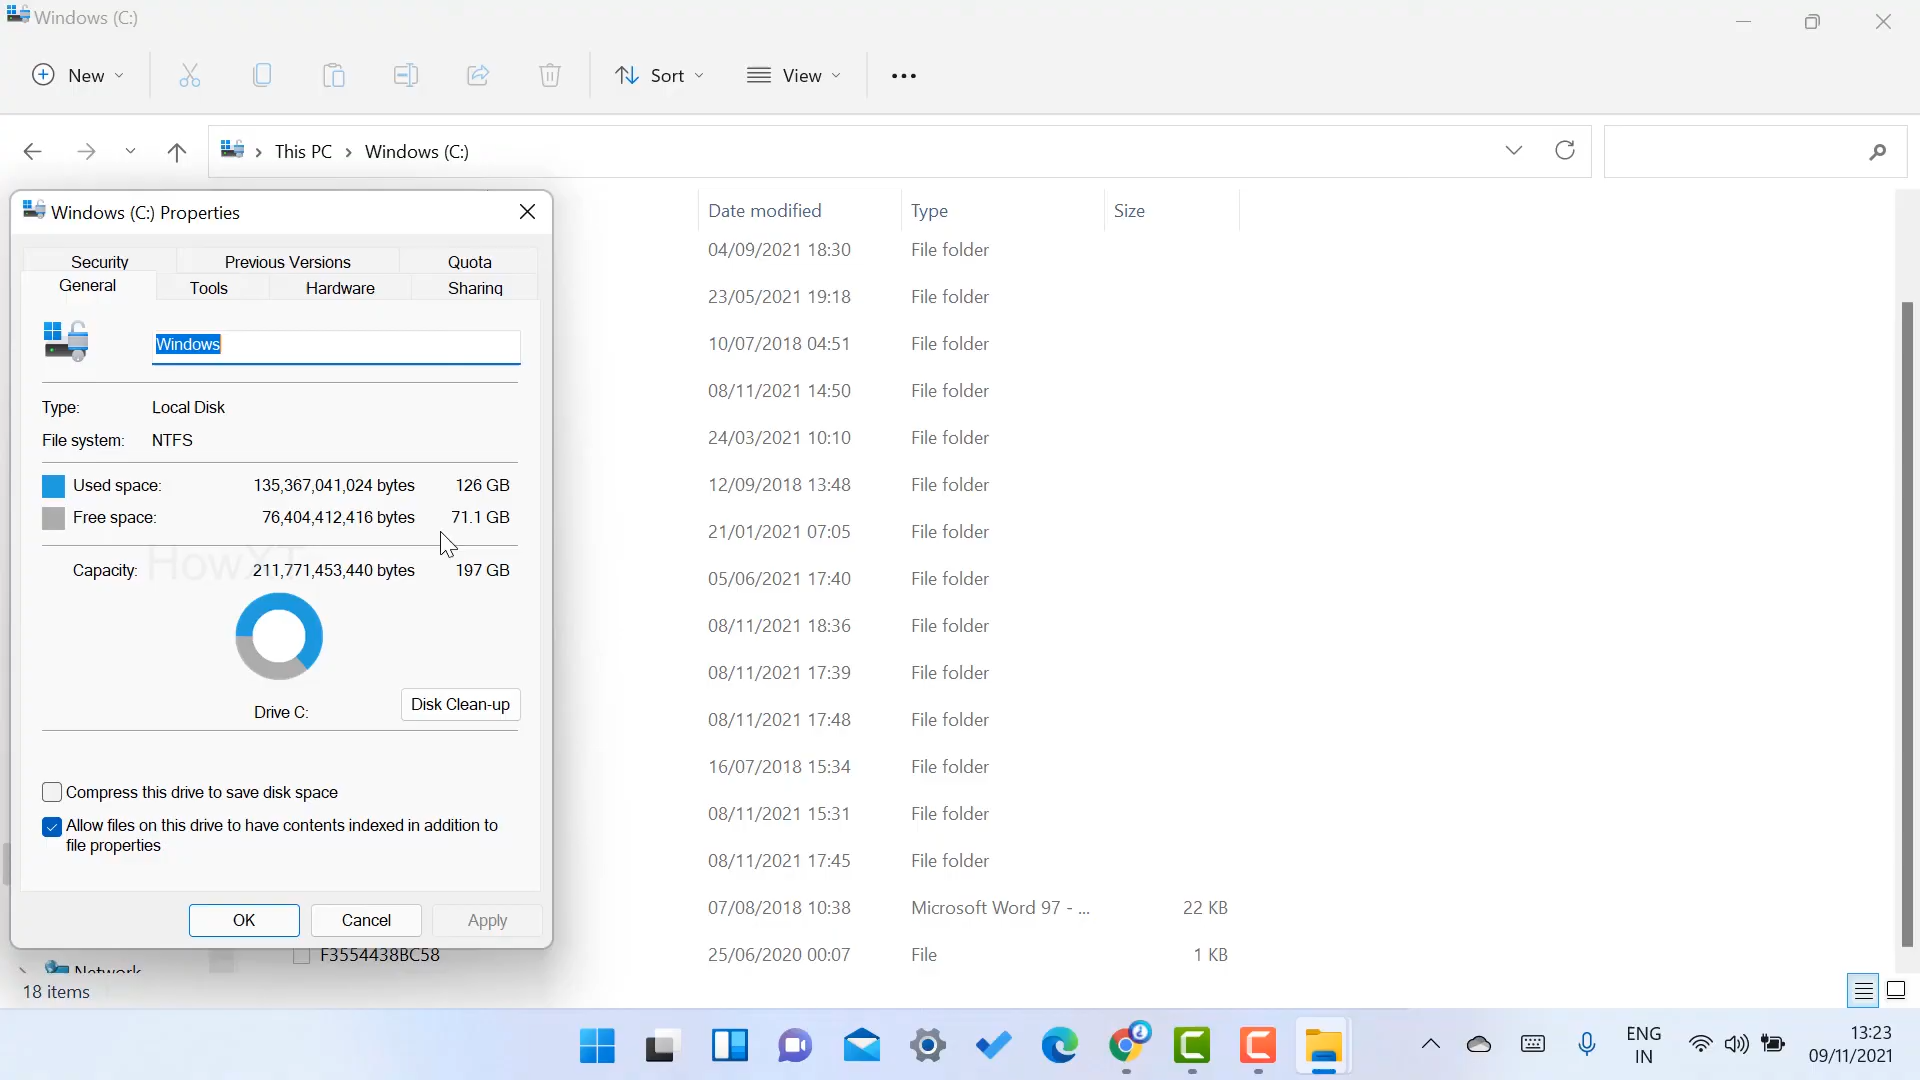 Windows (C:)
New
Sort
View
This PC
Windows (C:)
Windows (C:) Properties
Security
Previous Versions
Quota
General
Tools
Hardware
Sharing
Windows
Type:
Local Disk
File system:
NTFS
Used space:
135,367,041,024 bytes
126 GB
Free space:
76,404,412,416 bytes
71.1 GB
HowXT
Capacity:
211,771,453,440 bytes
197 GB
Drive C:
Disk Clean-up
Compress this drive to save disk space
Allow files on this drive to have contents indexed in addition to
file properties
OK
Cancel
Apply
Date modified
Type
Size
04/09/2021 18:30
File folder
23/05/2021 19:18
File folder
10/07/2018 04:51
File folder
08/11/2021 14:50
File folder
24/03/2021 10:10
File folder
12/09/2018 13:48
File folder
21/01/2021 07:05
File folder
05/06/2021 17:40
File folder
08/11/2021 18:36
File folder
08/11/2021 17:39
File folder
08/11/2021 17:48
File folder
16/07/2018 15:34
File folder
08/11/2021 15:31
File folder
08/11/2021 17:45
File folder
07/08/2018 10:38
Microsoft Word 97 - ...
22 KB
F3554438BC58
25/06/2020 00:07
File
1 KB
Network
18 items
ENG
IN
13:23
09/11/2021